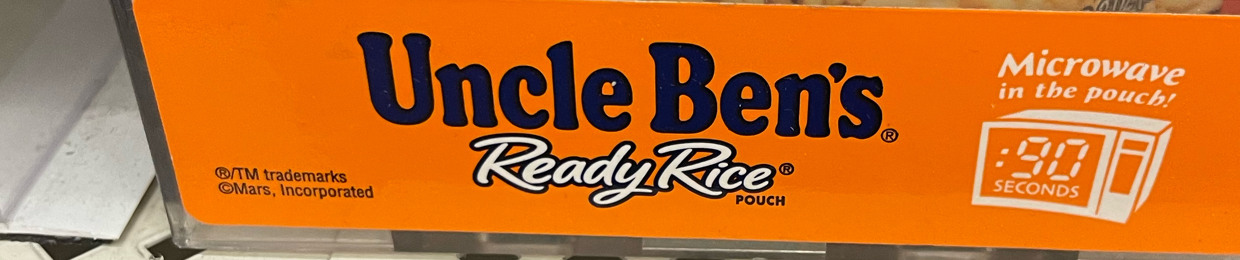 Uncle Ben's®
Ready Rice®
POUCH
®/TM trademarks
©Mars, Incorporated
Microwave
in the pouch!
:90
SECONDS